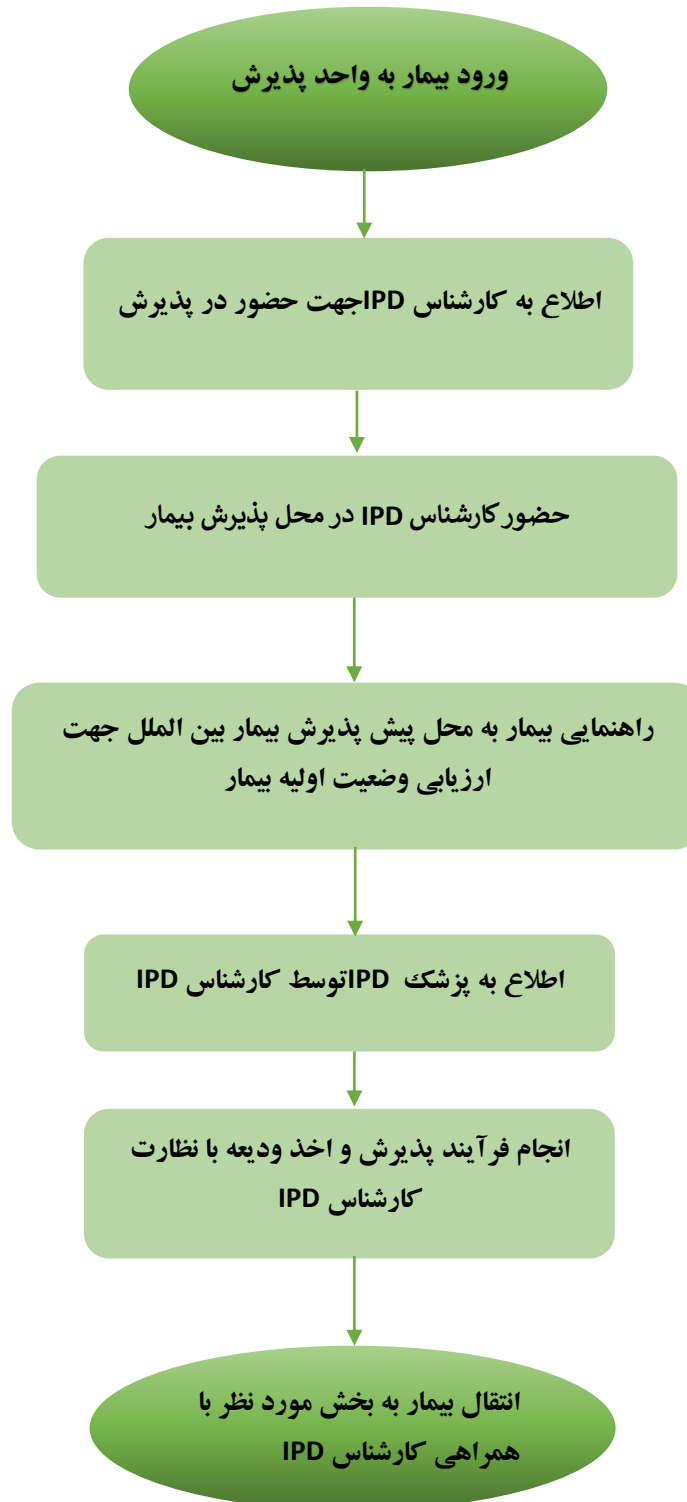 ورود بیمار به واحد پذیرش
اطلاع به کارشناس IPDجهت حضور در پذیرش
حضور کارشناس IPD در محل پذیرش بیمار
راهنمایی بیمار به محل پیش پذیرش بیمار بین الملل جهت
ارزیابی وضعیت اولیه بیمار
اطلاع به پزشک IPDتوسط کارشناس IPD
انجام فرآیند پذیرش و اخذ ودیعه با نظارت
کارشناس IPD
انتقال بیمار به بخش مورد نظر با
همراهی کارشناس IPD